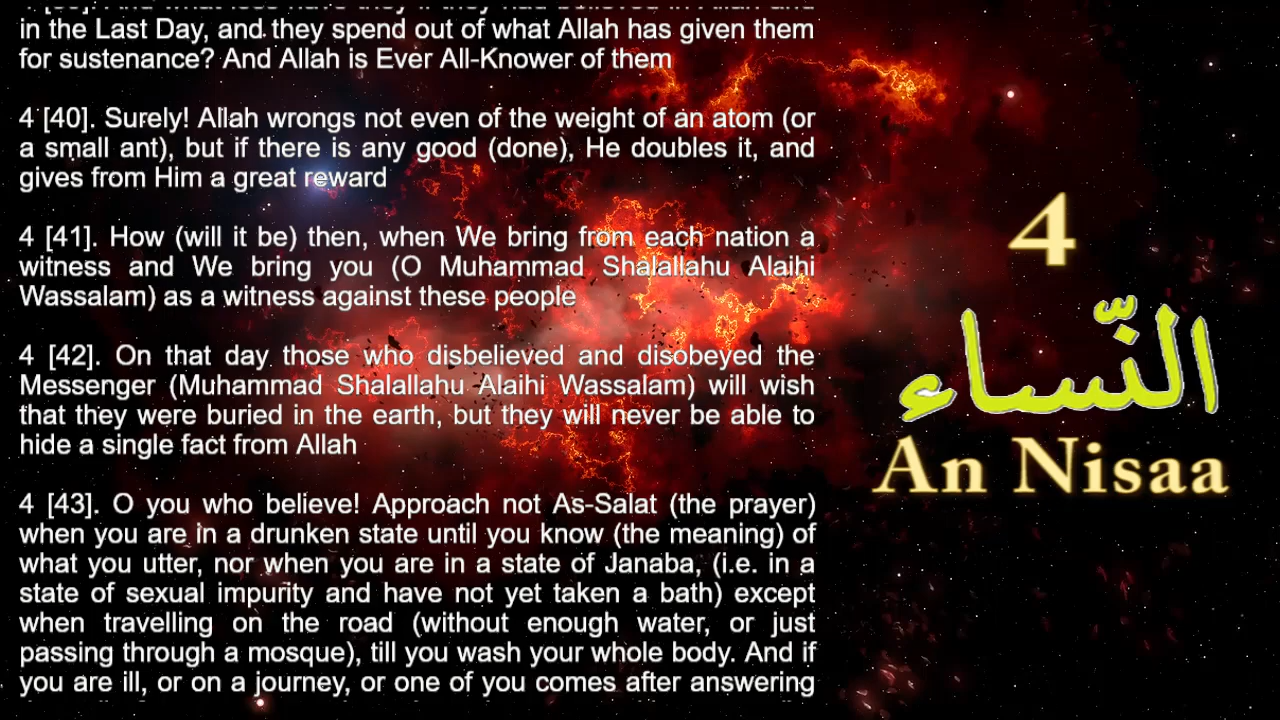 in the Last Day, and they spend out of what Allah has given them
for sustenance? And Allah is Ever All-Knower of them
4 [40]. Surely! Allah wrongs not even of the weight of an atom (or
a small ant), but if there is any good (done), He doubles it, and
gives from Him a great reward
4 [41]. How (will it be) then, when We bring from each nation a
witness and We bring you (O Muhammad Shalallahu Alaihi
Wassalam) as a witness against these people
4 [42]. On that day those who disbelieved and disobeyed the
Messenger (Muhammad Shalallahu Alaihi Wassalam) will wish
that they were buried in the earth, but they will never be able to
hide a single fact from Allah
4 [43]. O you who believe! Approach not As-Salat (the prayer)
when you are in a drunken state until you know (the meaning) of
what you utter, nor when you are in a state of Janaba, (i.e. in a
state of sexual impurity and have not yet taken a bath) except
when travelling on the road (without enough water, or just
passing through a mosque), till you wash your whole body. And if
you are ill, or on a journey, or one of you comes after answering
4
النّساء
An Nisaa